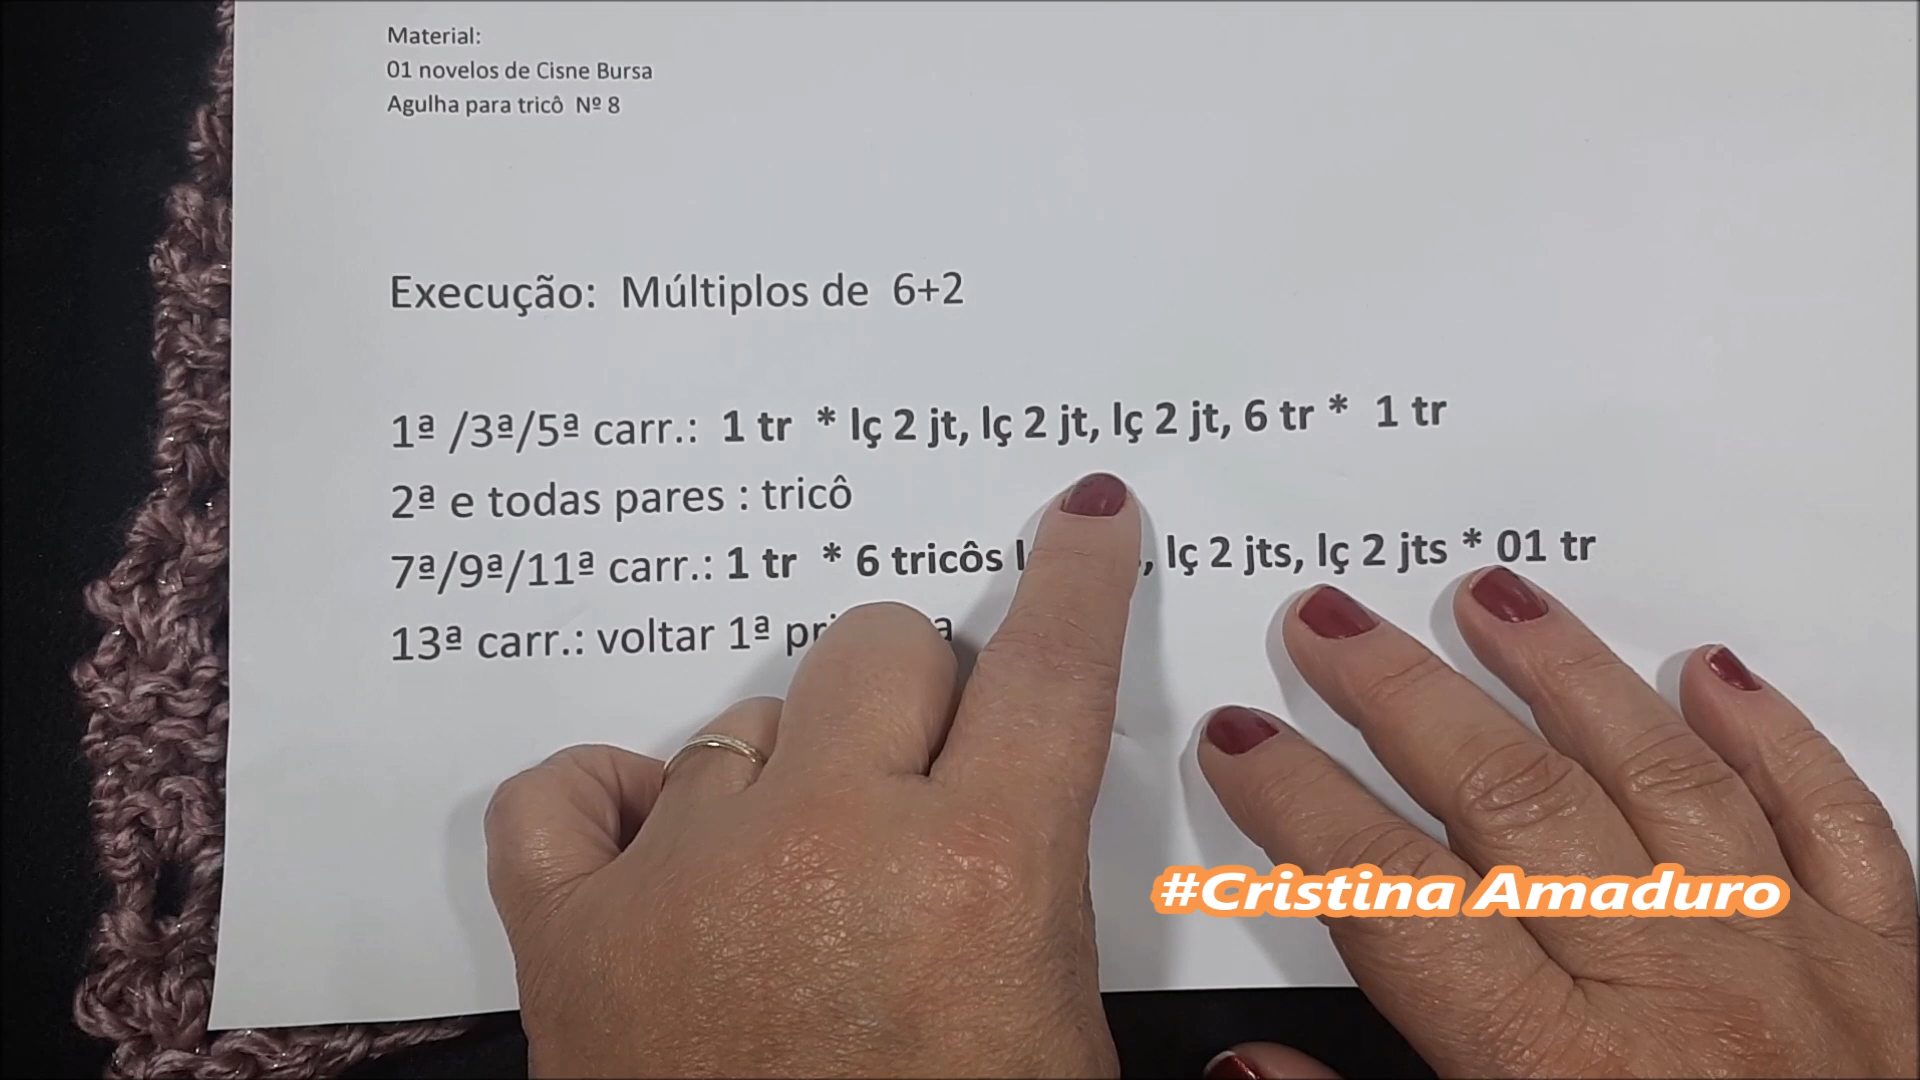 Material:
01 novelos de Cisne Bursa
Agulha para tricô Nº 8
Execução: Múltiplos de 6+2
1ª /3ª/5ª carr.: 1 tr * lç 2 jt, lç 2 jt, lç 2 jt, 6 tr * 1 tr
2ª e todas pares : tricô
7ª/9ª/11ª carr.: 1 tr * 6 tricôs , lç 2 jts, lç 2 jts * 01 tr
13ª carr.: voltar 1ª
#Cristina Amaduro